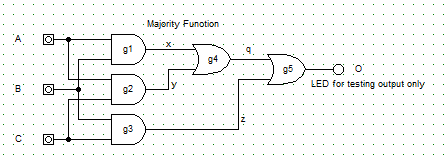 Majority Function
A
g1
x
g4
q
g5
O
LED for testing output only
B
g2
y
g3
z
C